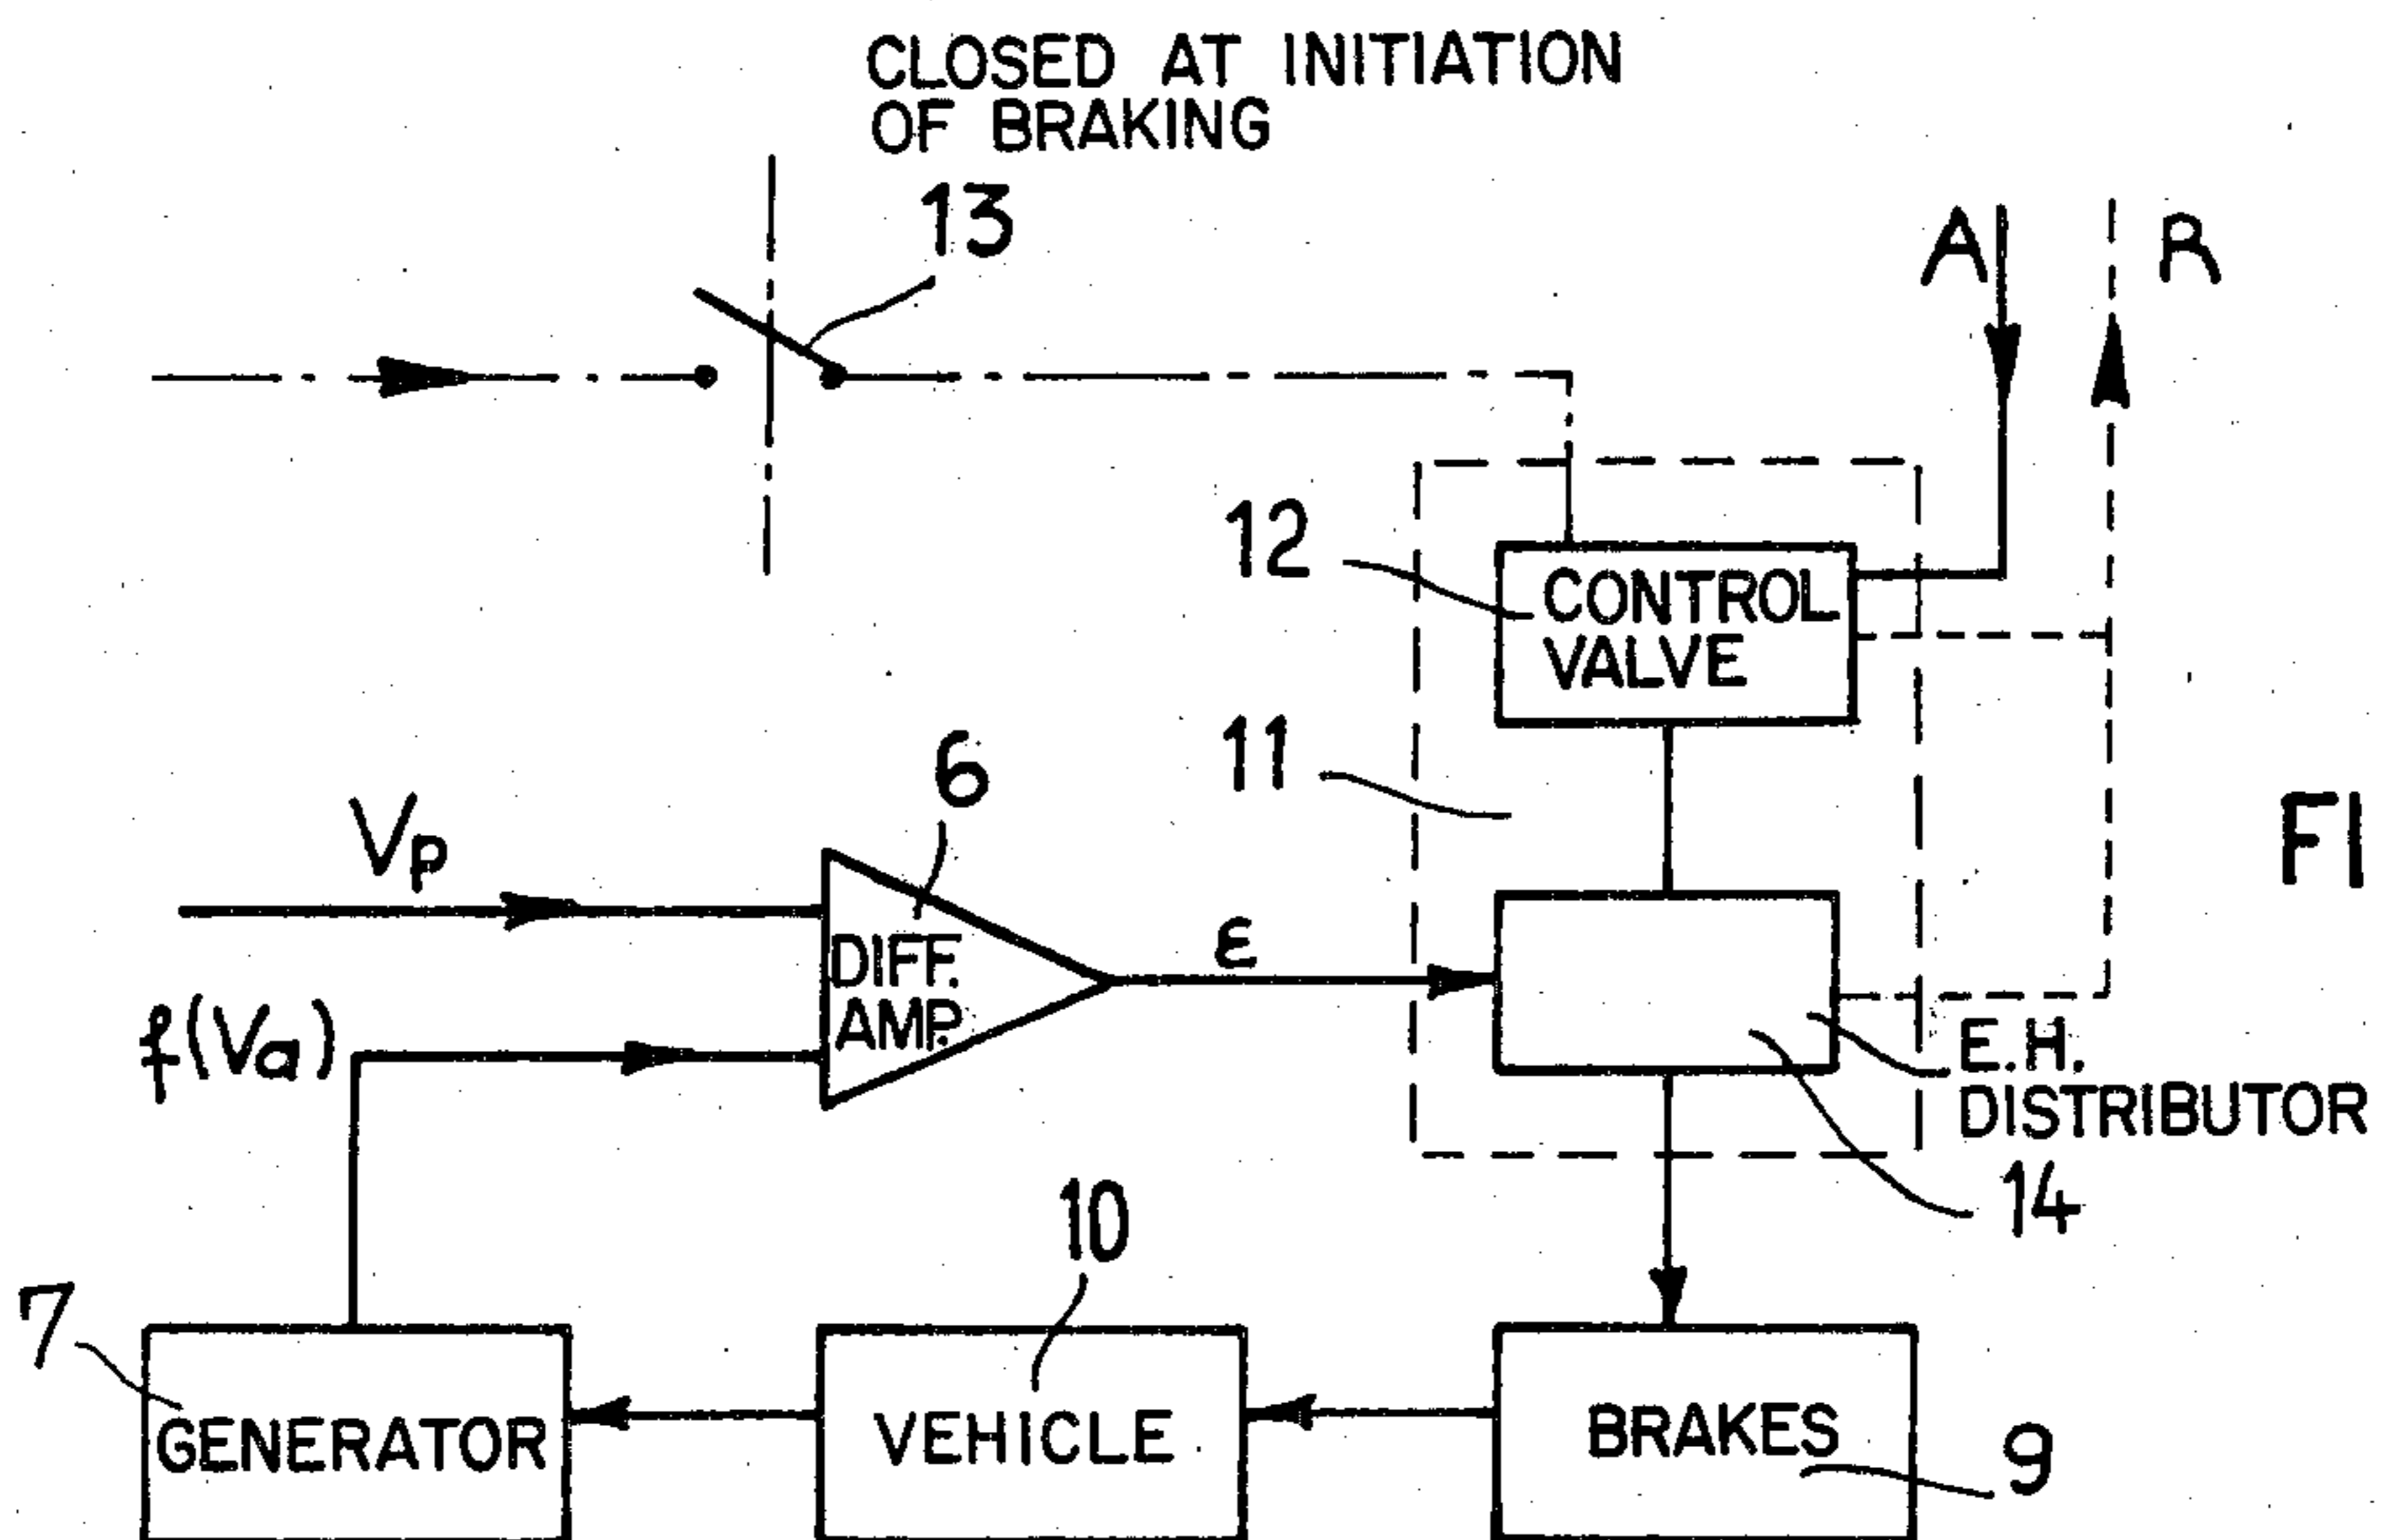 CLOSED AT INITIATION
OF BRAKING
13
A
R
12
CONTROL
VALVE
11
6
Vp
FI
DIFF.
AMP.
ε
f(Va)
E.H.
DISTRIBUTOR
14
10
7
GENERATOR
VEHICLE
BRAKES
9